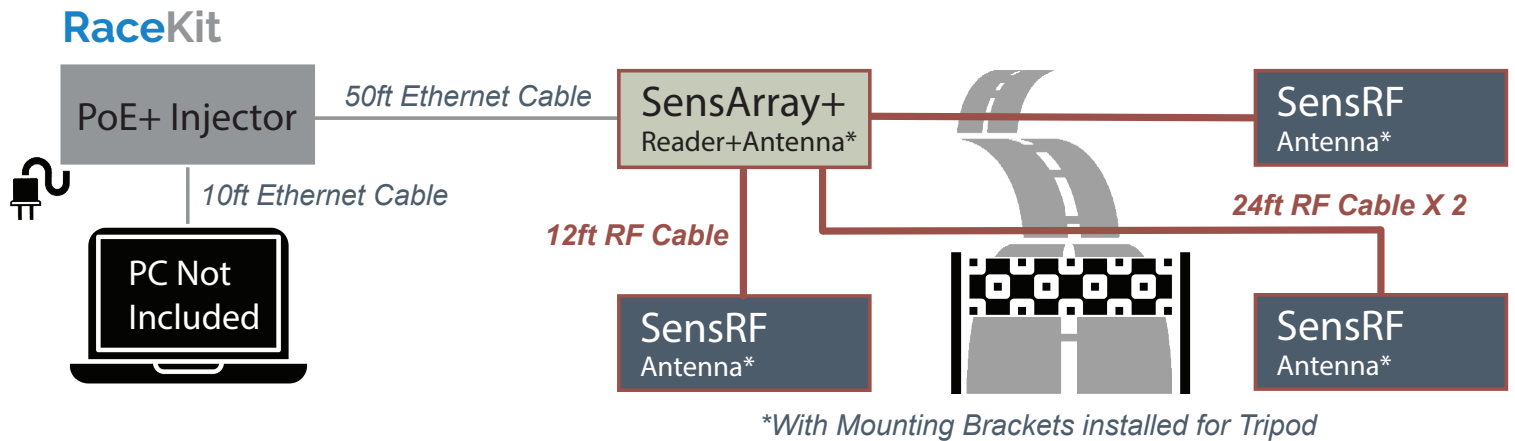 RaceKit
PoE+ Injector
50ft Ethernet Cable
SensArray+
Reader+Antenna*
SensRF
Antenna*
10ft Ethernet Cable
24ft RF Cable X 2
12ft RF Cable
PC Not
Included
SensRF
Antenna*
SensRF
Antenna*
*With Mounting Brackets installed for Tripod